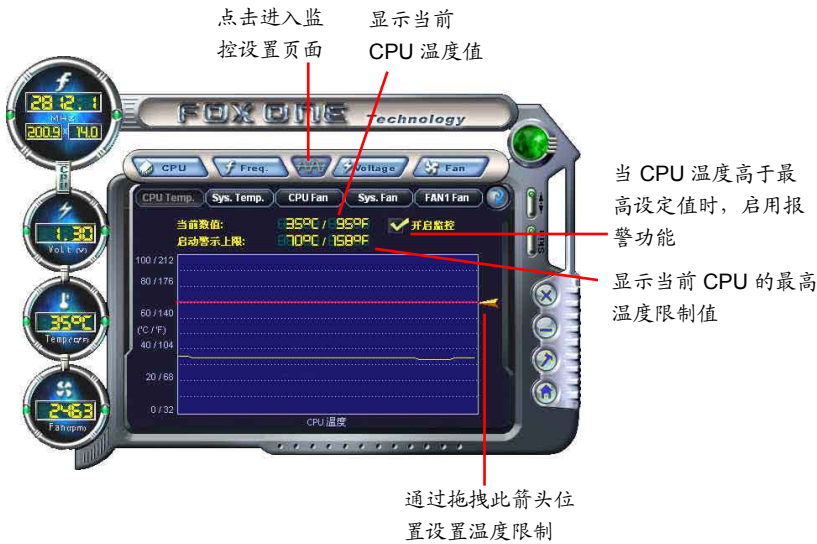 点击进入监
控设置页面
显示当前
CPU 温度值
2812.1
MHZ
200.9 x 14.0
CPU
FOX ONE Technology
CPU Freq. Voltage Fan
CPU Temp. Sys. Temp. CPU Fan Sys. Fan FAN1 Fan ?
当前数值: 35℃ / 95℉ 开启监控
启动警示上限: 70℃ / 158℉
1.30
Volt.(v)
35℃
Temp.(c/F)
2463
Fan(rpm)
100 / 212
80 / 176
60 / 140
(℃ / ℉)
40 / 104
20 / 68
0 / 32
CPU 温度
Skin
当 CPU 温度高于最
高设定值时，启用报
警功能
显示当前 CPU 的最高
温度限制值
通过拖拽此箭头位
置设置温度限制